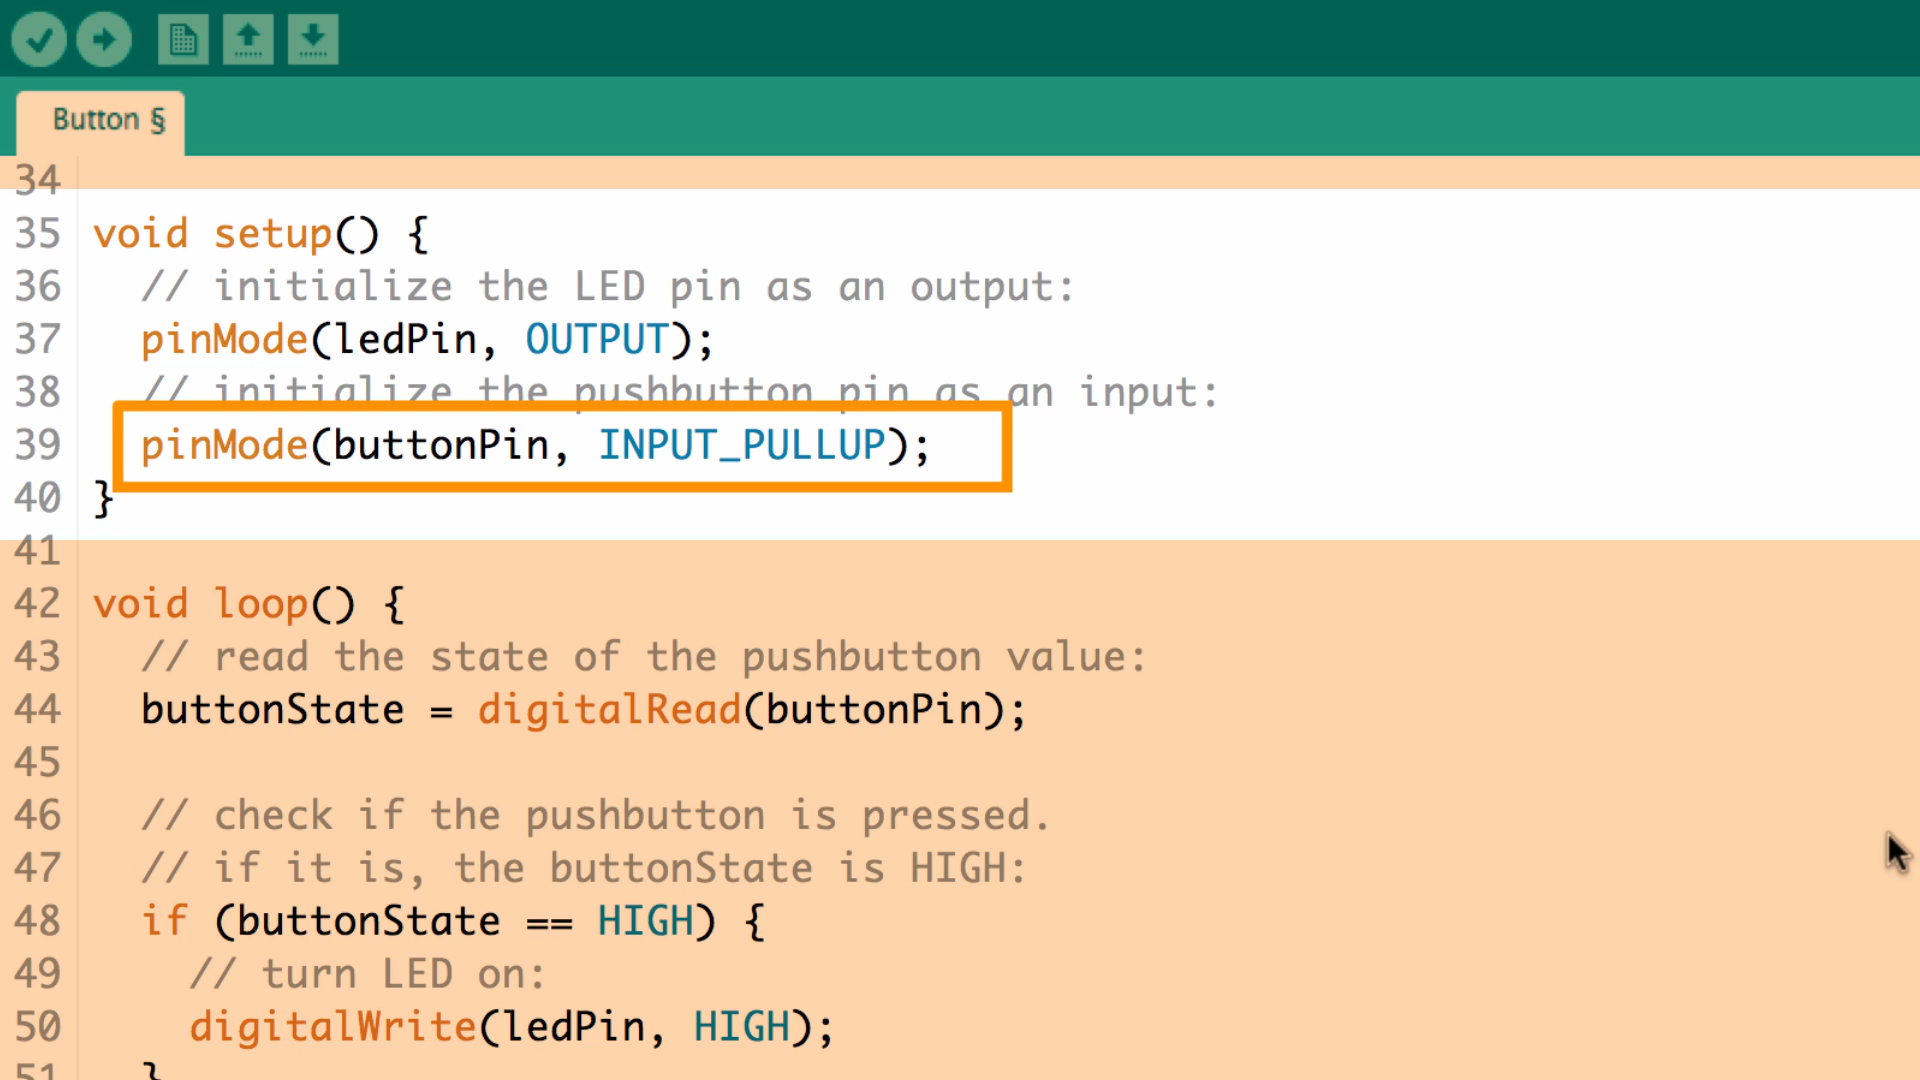 Button §
34
35 void setup() {
36 // initialize the LED pin as an output:
37 pinMode(ledPin, OUTPUT);
38 // initialize the pushbutton pin as an input:
39 pinMode(buttonPin, INPUT_PULLUP);
40 }
41
42 void loop() {
43 // read the state of the pushbutton value:
44 buttonState = digitalRead(buttonPin);
45
46 // check if the pushbutton is pressed.
47 // if it is, the buttonState is HIGH:
48 if (buttonState == HIGH) {
49 // turn LED on:
50 digitalWrite(ledPin, HIGH);
51 }